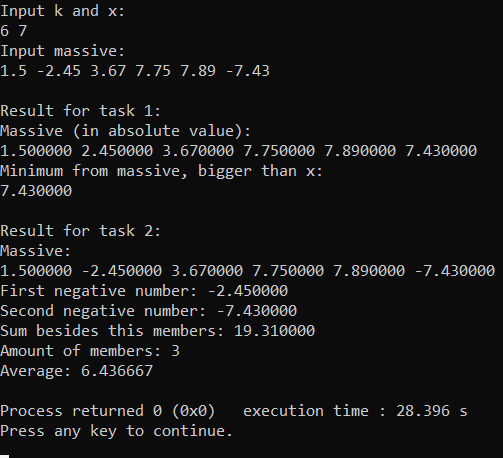 Input k and x:
6 7
Input massive:
1.5 -2.45 3.67 7.75 7.89 -7.43
Result for task 1:
Massive (in absolute value):
1.500000 2.450000 3.670000 7.750000 7.890000 7.430000
Minimum from massive, bigger than x:
7.430000
Result for task 2:
Massive:
1.500000 -2.450000 3.670000 7.750000 7.890000 -7.430000
First negative number: -2.450000
Second negative number: -7.430000
Sum besides this members: 19.310000
Amount of members: 3
Average: 6.436667
Process returned 0 (0x0)   execution time : 28.396 s
Press any key to continue.